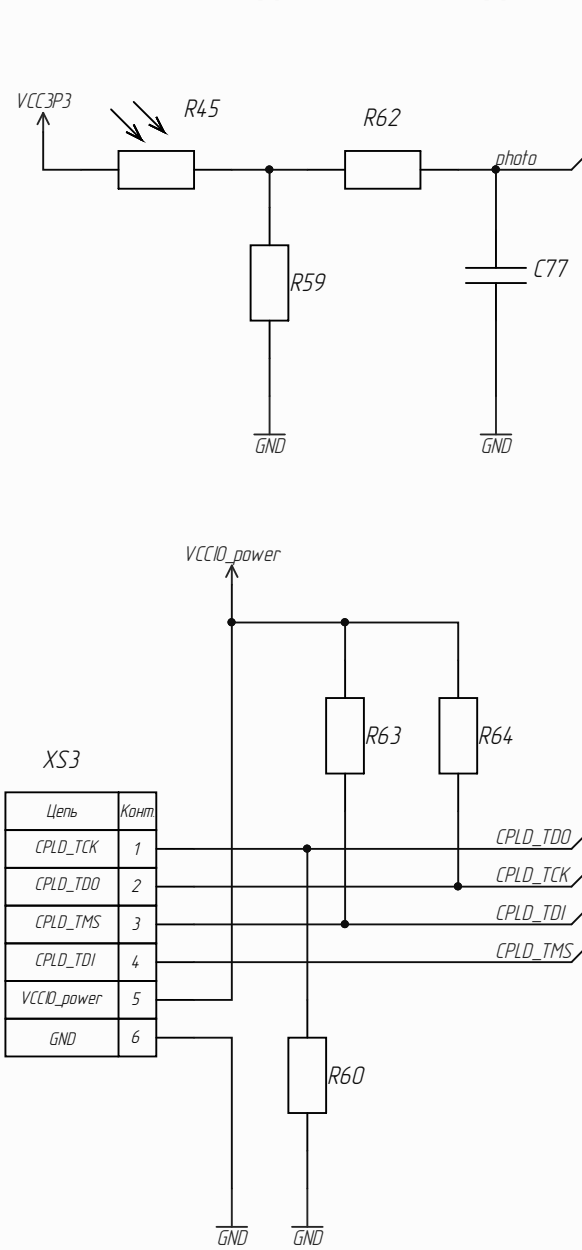 VCC3P3
R45
R62
photo
R59
C77
GND
GND
VCCIO_power
R63
R64
XS3
Цепь Конт.
CPLD_TCK 1
CPLD_TDO 2
CPLD_TMS 3
CPLD_TDI 4
VCCIO_power 5
GND 6
CPLD_TDO
CPLD_TCK
CPLD_TDI
CPLD_TMS
R60
GND
GND